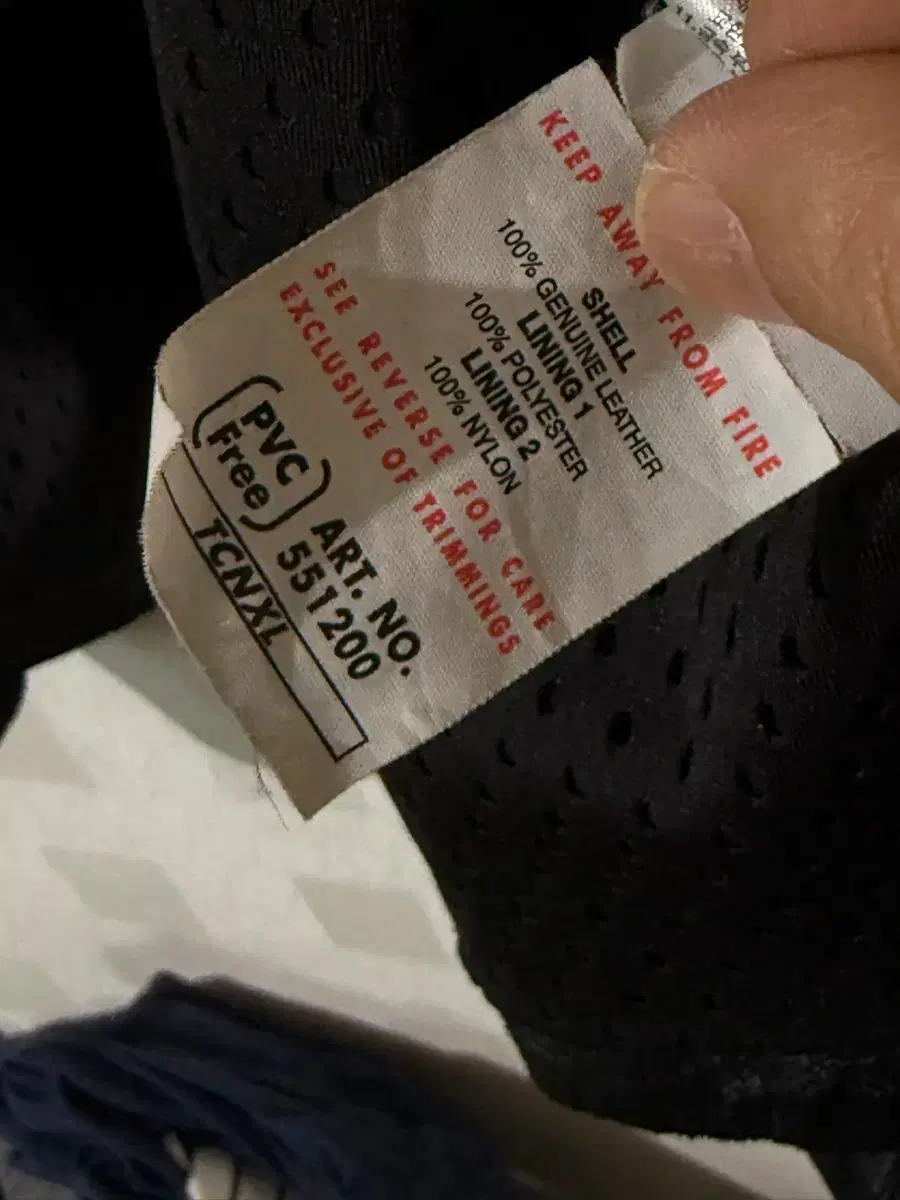 KEEP AWAY FROM FIRE
SHELL
100% GENUINE LEATHER
LINING 1
100% POLYESTER
LINING 2
100% NYLON
SEE REVERSE FOR CARE
EXCLUSIVE OF TRIMMINGS
PVC
Free
ART. NO.
551200
TCNXL